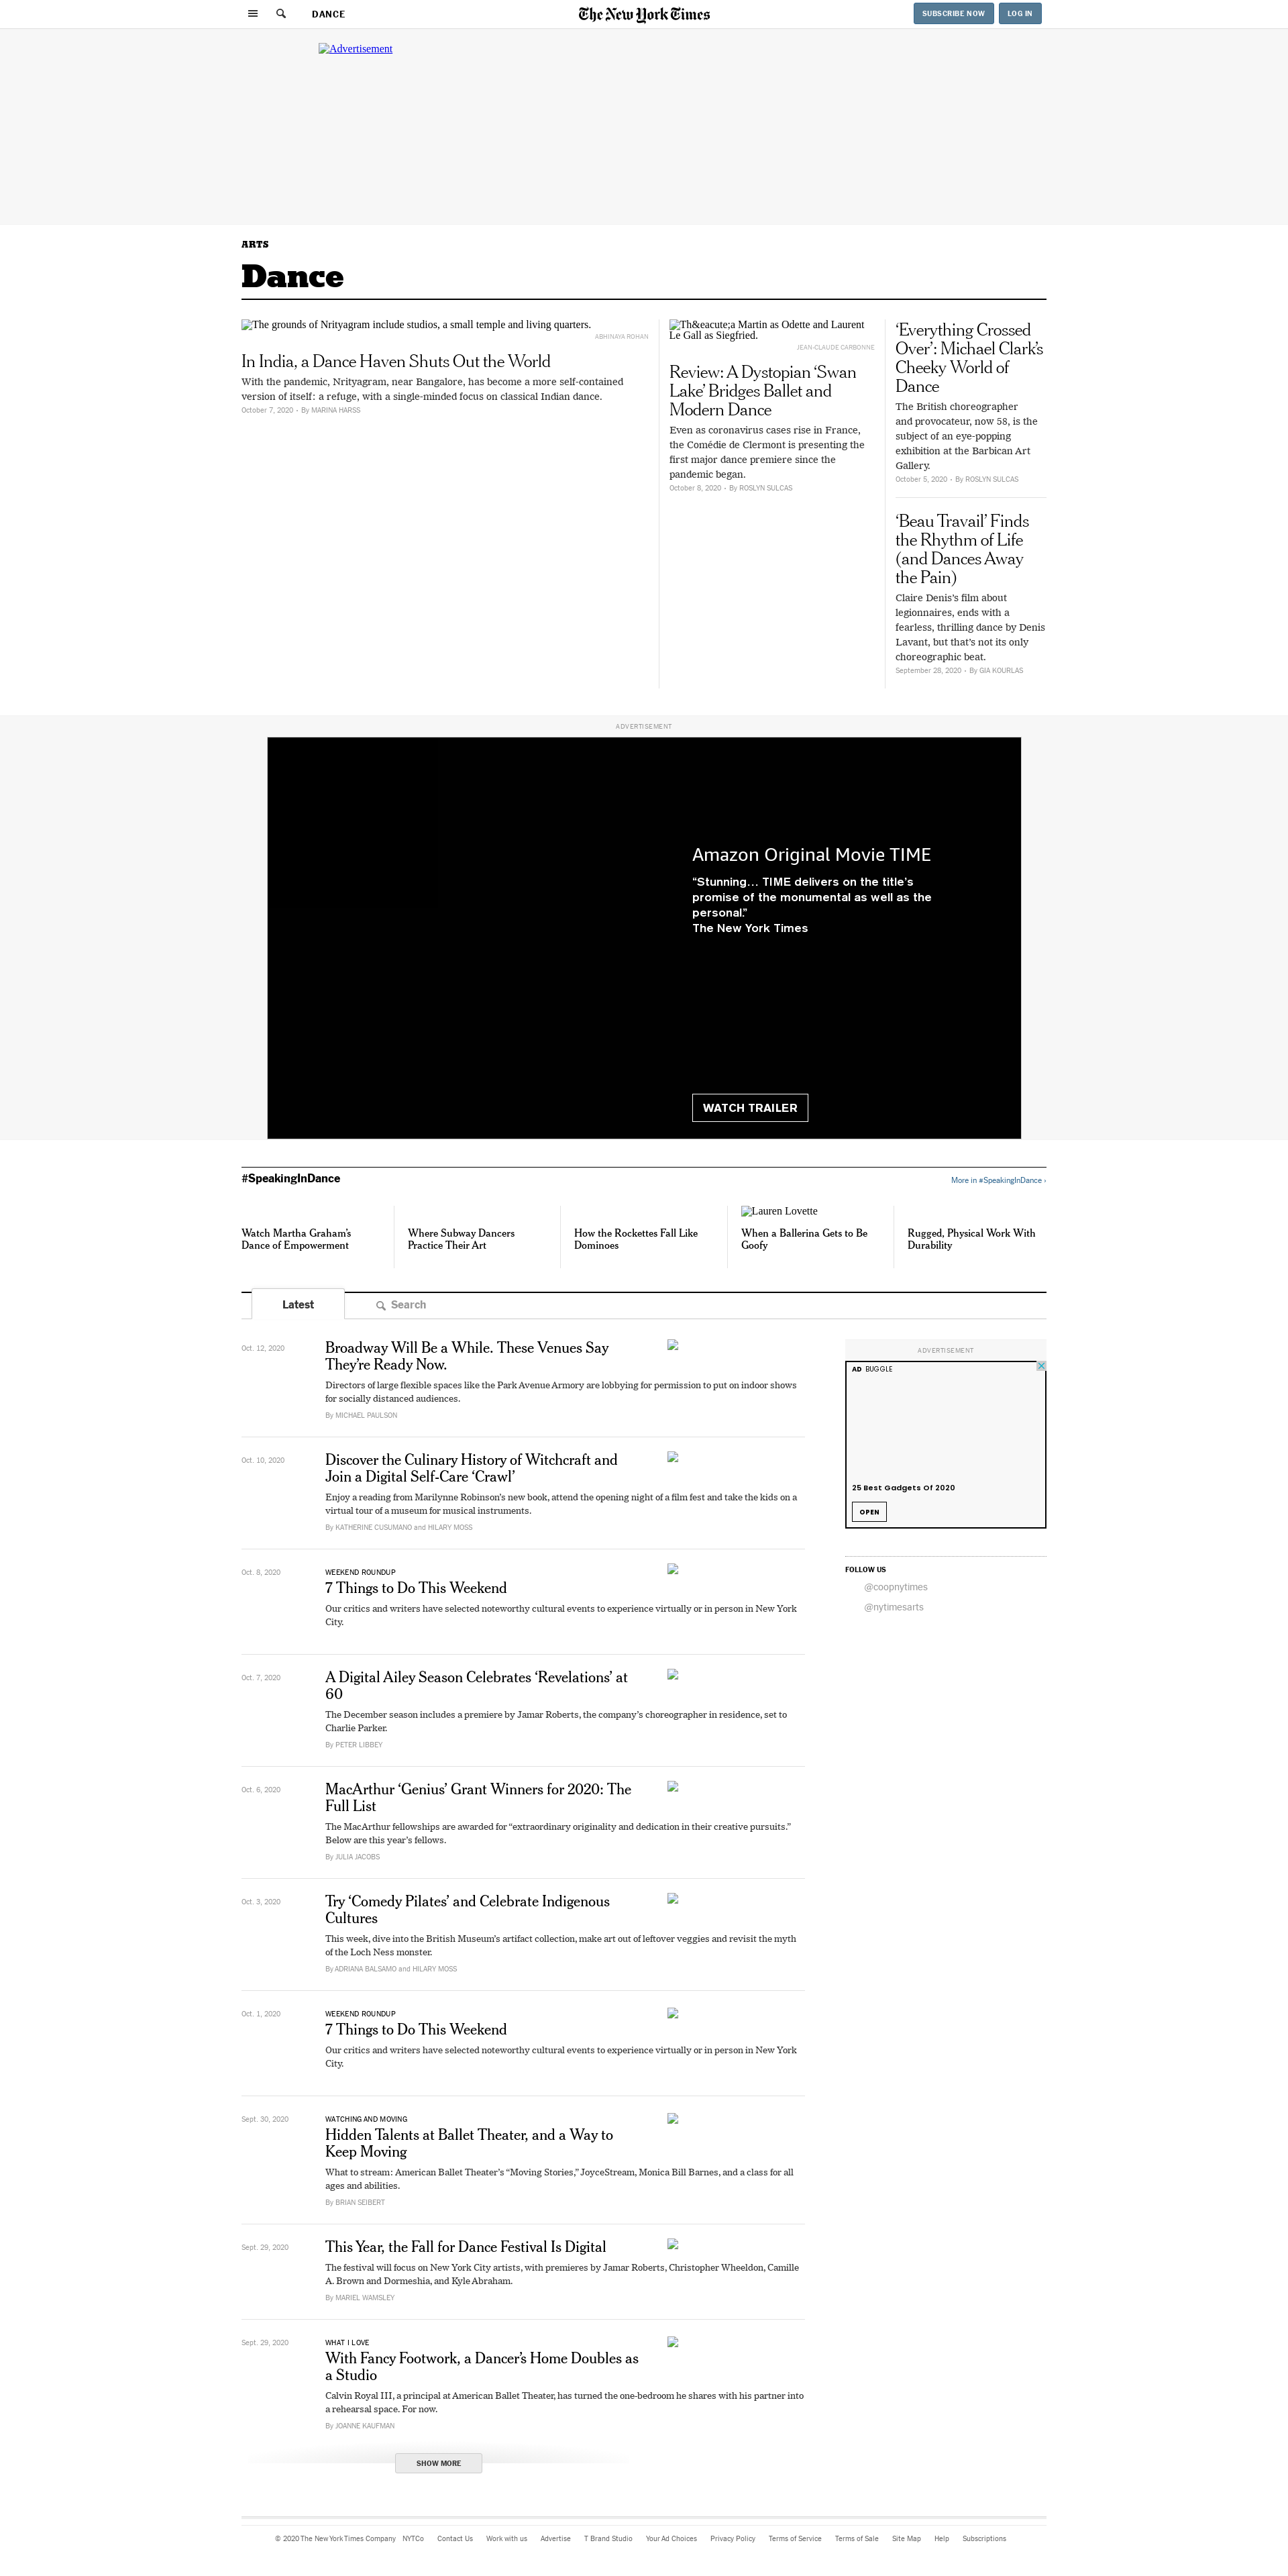 DANCE
The New York Times
SUBSCRIBE NOW
LOG IN
Advertisement
ARTS
Dance
The grounds of Nrityagram include studios, a small temple and living quarters.
ABHINAYA ROHAN
In India, a Dance Haven Shuts Out the World
With the pandemic, Nrityagram, near Bangalore, has become a more self-contained
version of itself: a refuge, with a single-minded focus on classical Indian dance.
October 7, 2020 • By MARINA HARSS
Th&eacute;a Martin as Odette and Laurent
Le Gall as Siegfried.
JEAN-CLAUDE CARBONNE
Review: A Dystopian ‘Swan
Lake’ Bridges Ballet and
Modern Dance
Even as coronavirus cases rise in France,
the Comédie de Clermont is presenting the
first major dance premiere since the
pandemic began.
October 8, 2020 • By ROSLYN SULCAS
‘Everything Crossed
Over’: Michael Clark’s
Cheeky World of
Dance
The British choreographer
and provocateur, now 58, is the
subject of an eye-popping
exhibition at the Barbican Art
Gallery.
October 5, 2020 • By ROSLYN SULCAS
‘Beau Travail’ Finds
the Rhythm of Life
(and Dances Away
the Pain)
Claire Denis’s film about
legionnaires, ends with a
fearless, thrilling dance by Denis
Lavant, but that’s not its only
choreographic beat.
September 28, 2020 • By GIA KOURLAS
ADVERTISEMENT
Amazon Original Movie TIME
“Stunning… TIME delivers on the title’s
promise of the monumental as well as the
personal.”
The New York Times
WATCH TRAILER
#SpeakingInDance
More in #SpeakingInDance ›
Watch Martha Graham’s
Dance of Empowerment
Where Subway Dancers
Practice Their Art
How the Rockettes Fall Like
Dominoes
Lauren Lovette
When a Ballerina Gets to Be
Goofy
Rugged, Physical Work With
Durability
Latest
Search
Oct. 12, 2020
Broadway Will Be a While. These Venues Say
They’re Ready Now.
Directors of large flexible spaces like the Park Avenue Armory are lobbying for permission to put on indoor shows
for socially distanced audiences.
By MICHAEL PAULSON
Oct. 10, 2020
Discover the Culinary History of Witchcraft and
Join a Digital Self-Care ‘Crawl’
Enjoy a reading from Marilynne Robinson’s new book, attend the opening night of a film fest and take the kids on a
virtual tour of a museum for musical instruments.
By KATHERINE CUSUMANO and HILARY MOSS
Oct. 8, 2020
WEEKEND ROUNDUP
7 Things to Do This Weekend
Our critics and writers have selected noteworthy cultural events to experience virtually or in person in New York
City.
Oct. 7, 2020
A Digital Ailey Season Celebrates ‘Revelations’ at
60
The December season includes a premiere by Jamar Roberts, the company’s choreographer in residence, set to
Charlie Parker.
By PETER LIBBEY
Oct. 6, 2020
MacArthur ‘Genius’ Grant Winners for 2020: The
Full List
The MacArthur fellowships are awarded for “extraordinary originality and dedication in their creative pursuits.”
Below are this year’s fellows.
By JULIA JACOBS
Oct. 3, 2020
Try ‘Comedy Pilates’ and Celebrate Indigenous
Cultures
This week, dive into the British Museum’s artifact collection, make art out of leftover veggies and revisit the myth
of the Loch Ness monster.
By ADRIANA BALSAMO and HILARY MOSS
Oct. 1, 2020
WEEKEND ROUNDUP
7 Things to Do This Weekend
Our critics and writers have selected noteworthy cultural events to experience virtually or in person in New York
City.
Sept. 30, 2020
WATCHING AND MOVING
Hidden Talents at Ballet Theater, and a Way to
Keep Moving
What to stream: American Ballet Theater’s “Moving Stories,” JoyceStream, Monica Bill Barnes, and a class for all
ages and abilities.
By BRIAN SEIBERT
Sept. 29, 2020
This Year, the Fall for Dance Festival Is Digital
The festival will focus on New York City artists, with premieres by Jamar Roberts, Christopher Wheeldon, Camille
A. Brown and Dormeshia, and Kyle Abraham.
By MARIEL WAMSLEY
Sept. 29, 2020
WHAT I LOVE
With Fancy Footwork, a Dancer’s Home Doubles as
a Studio
Calvin Royal III, a principal at American Ballet Theater, has turned the one-bedroom he shares with his partner into
a rehearsal space. For now.
By JOANNE KAUFMAN
SHOW MORE
ADVERTISEMENT
AD BUGGLE
25 Best Gadgets Of 2020
OPEN
FOLLOW US
@coopnytimes
@nytimesarts
© 2020 The New York Times Company NYTCo Contact Us Work with us Advertise T Brand Studio Your Ad Choices Privacy Policy Terms of Service Terms of Sale Site Map Help Subscriptions